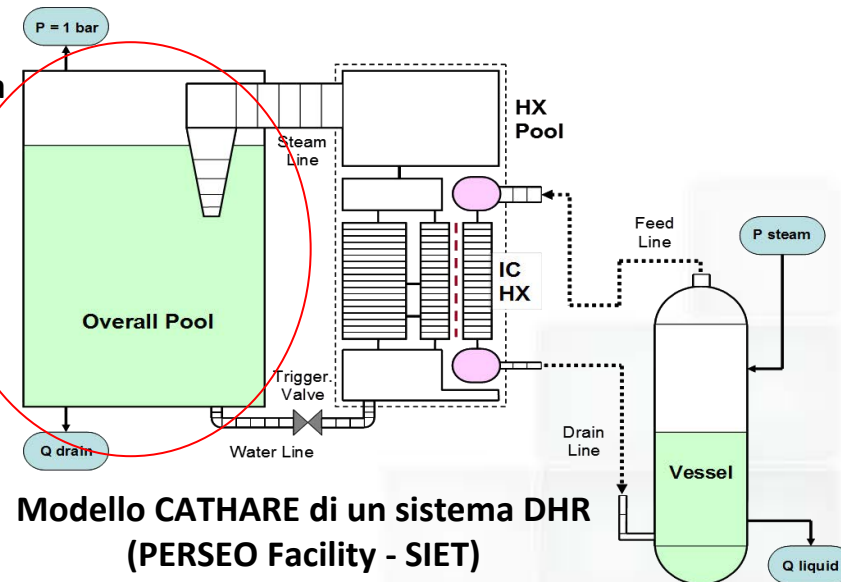 P = 1 bar
HX
Pool
Steam
Line
Feed
Line
P steam
IC
HX
Overall Pool
Trigger.
Valve
Q drain
Water Line
Drain
Line
Vessel
Q liquid
Modello CATHARE di un sistema DHR
(PERSEO Facility - SIET)